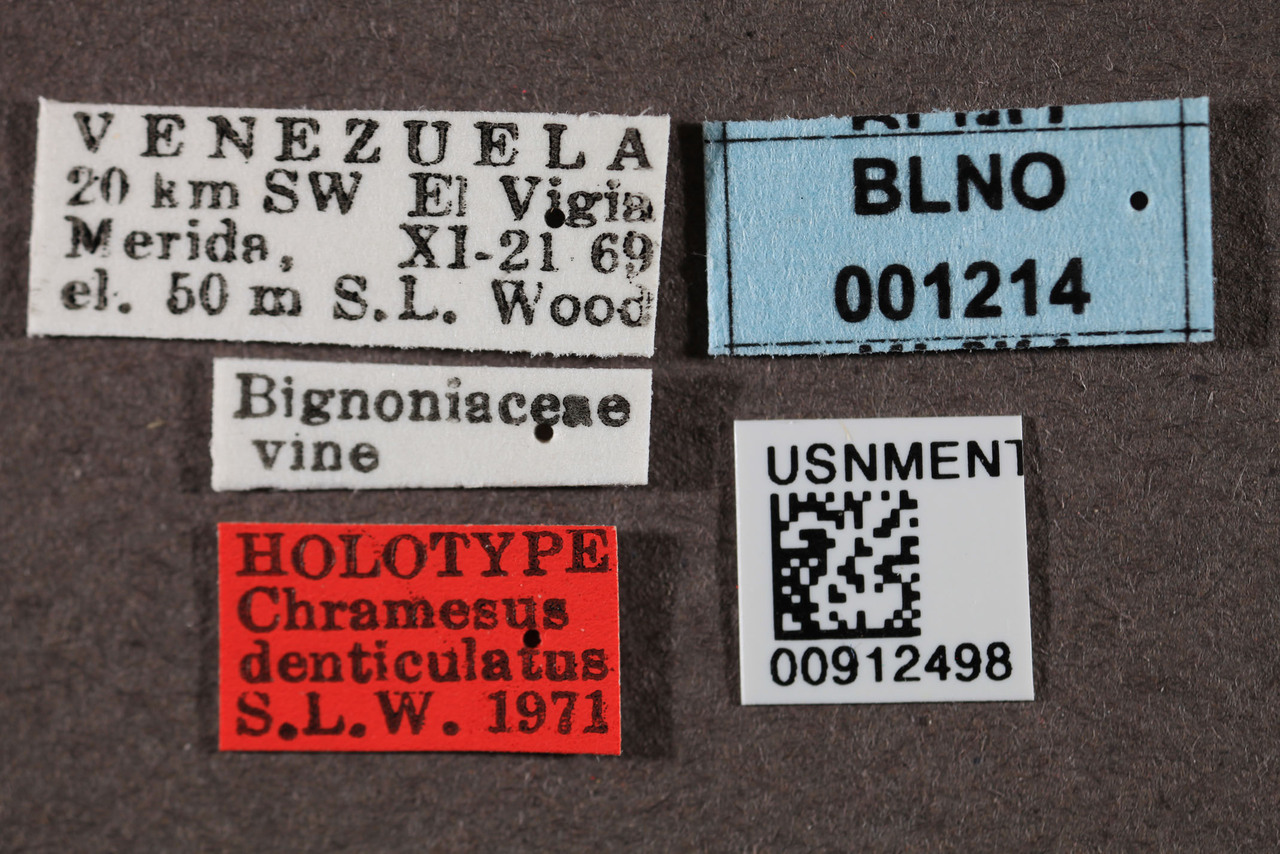 VENEZUELA
20 km SW El Vigia
Merida, XI-21 69
el. 50 m S.L. Wood
Bignoniaceae
vine
HOLOTYPE
Chramesus
denticulatus
S.L.W. 1971
BLNO
001214
USNMENT
00912498